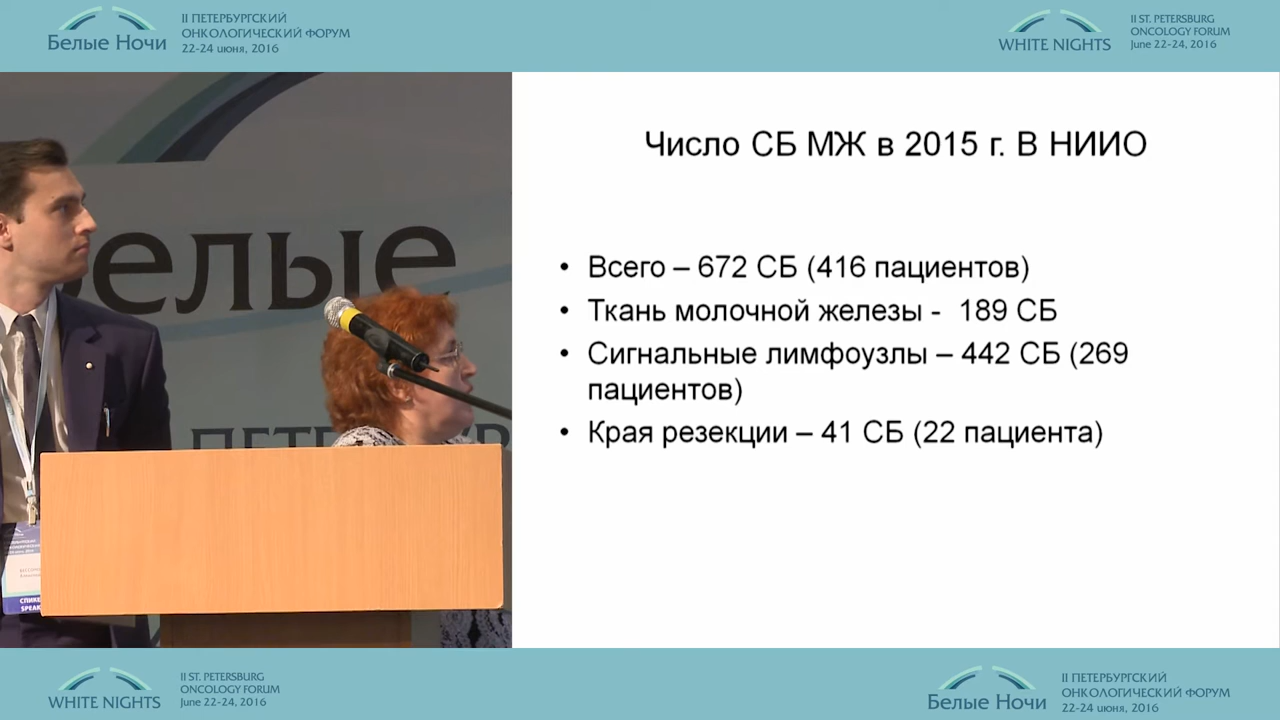 Белые Ночи
II ПЕТЕРБУРГСКИЙ
ОНКОЛОГИЧЕСКИЙ ФОРУМ
22-24 июня, 2016
WHITE NIGHTS
II ST. PETERSBURG
ONCOLOGY FORUM
June 22-24, 2016
Число СБ МЖ в 2015 г. В НИИО
• Всего – 672 СБ (416 пациентов)
• Ткань молочной железы - 189 СБ
• Сигнальные лимфоузлы – 442 СБ (269
пациентов)
• Края резекции – 41 СБ (22 пациента)
елые
ПЕТЕР
WHITE NIGHTS
II ST. PETERSBURG
ONCOLOGY FORUM
June 22-24, 2016
Белые Ночи
II ПЕТЕРБУРГСКИЙ
ОНКОЛОГИЧЕСКИЙ ФОРУМ
22-24 июня, 2016